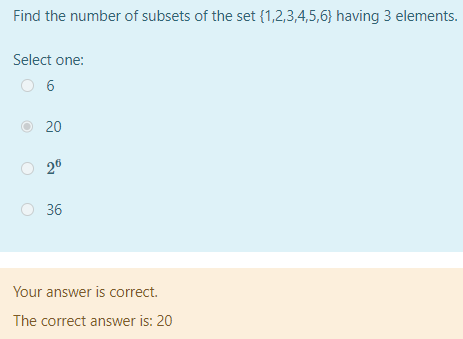 Find the number of subsets of the set {1,2,3,4,5,6} having 3 elements.
Select one:
6
20
2⁶
36
Your answer is correct.
The correct answer is: 20